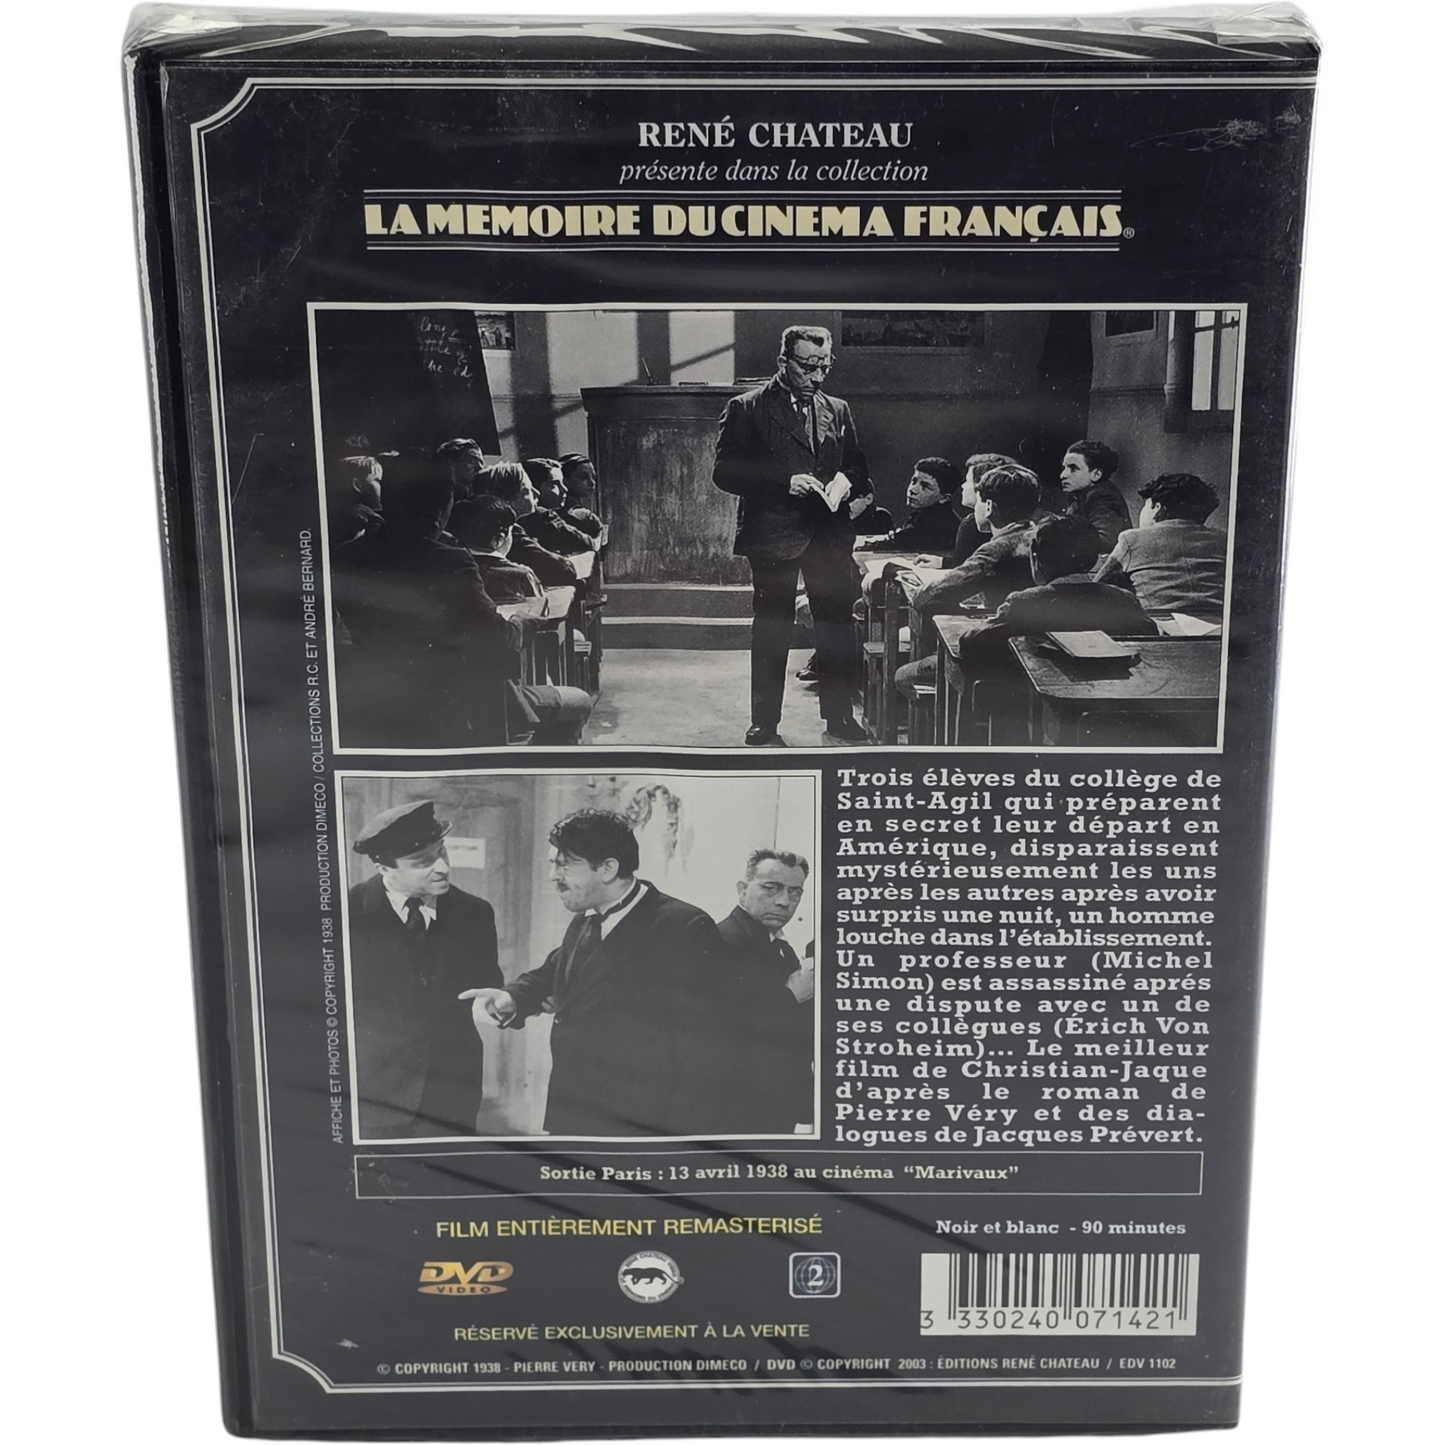 RENÉ CHATEAU
présente dans la collection
LA MEMOIRE DU CINEMA FRANÇAIS®
AFFICHE ET PHOTOS © COPYRIGHT 1938 PRODUCTION DIMECO / COLLECTIONS R.C. ET ANDRÉ BERNARD.
Trois élèves du collège de
Saint-Agil qui préparent
en secret leur départ en
Amérique, disparaissent
mystérieusement les uns
après les autres après avoir
surpris une nuit, un homme
louche dans l'établissement.
Un professeur (Michel
Simon) est assassiné aprés
une dispute avec un de
ses collègues (Érich Von
Stroheim)... Le meilleur
film de Christian-Jaque
d'après le roman de
Pierre Véry et des dia-
logues de Jacques Prévert.
Sortie Paris : 13 avril 1938 au cinéma "Marivaux"
FILM ENTIÈREMENT REMASTERISÉ
Noir et blanc - 90 minutes
DVD
VIDEO
2
3 330240 071421
RÉSERVÉ EXCLUSIVEMENT À LA VENTE
© COPYRIGHT 1938 - PIERRE VERY - PRODUCTION DIMECO / DVD © COPYRIGHT 2003 : ÉDITIONS RENÉ CHATEAU / EDV 1102